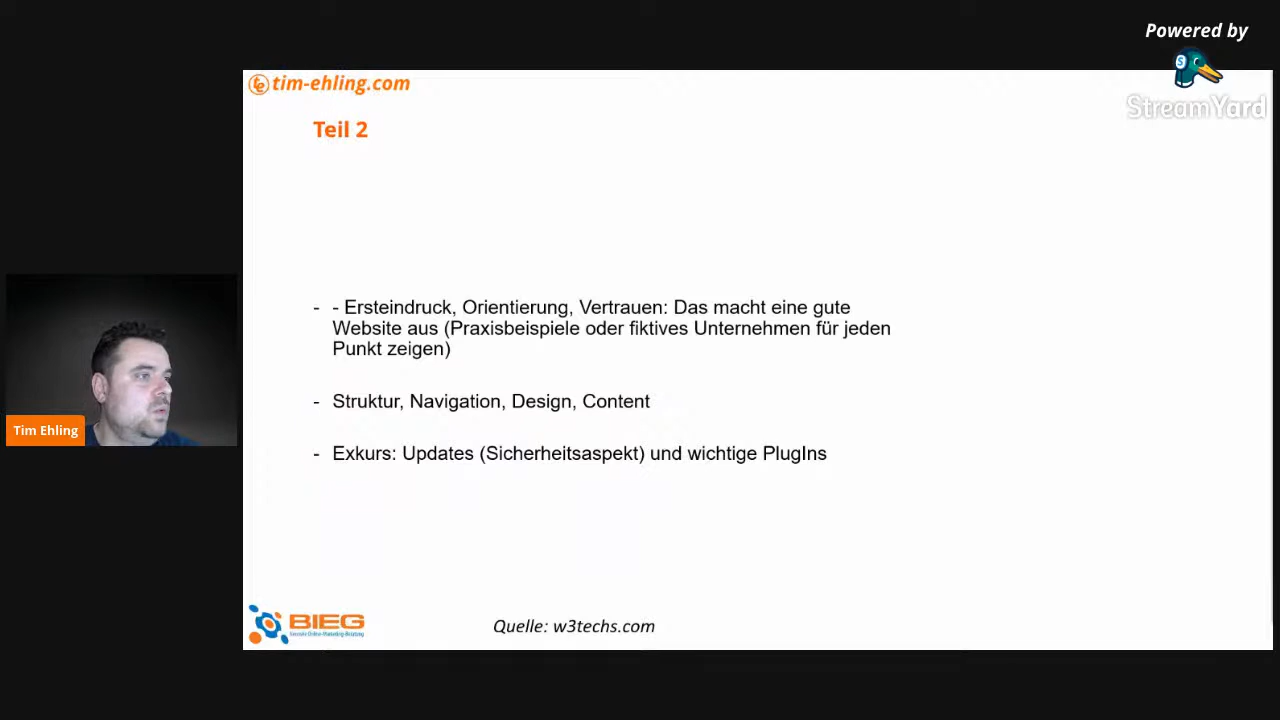 Powered by
StreamYard
tim-ehling.com
Teil 2
- - Ersteindruck, Orientierung, Vertrauen: Das macht eine gute
Website aus (Praxisbeispiele oder fiktives Unternehmen für jeden
Punkt zeigen)
- Struktur, Navigation, Design, Content
- Exkurs: Updates (Sicherheitsaspekt) und wichtige PlugIns
Tim Ehling
BIEG
Quelle: w3techs.com